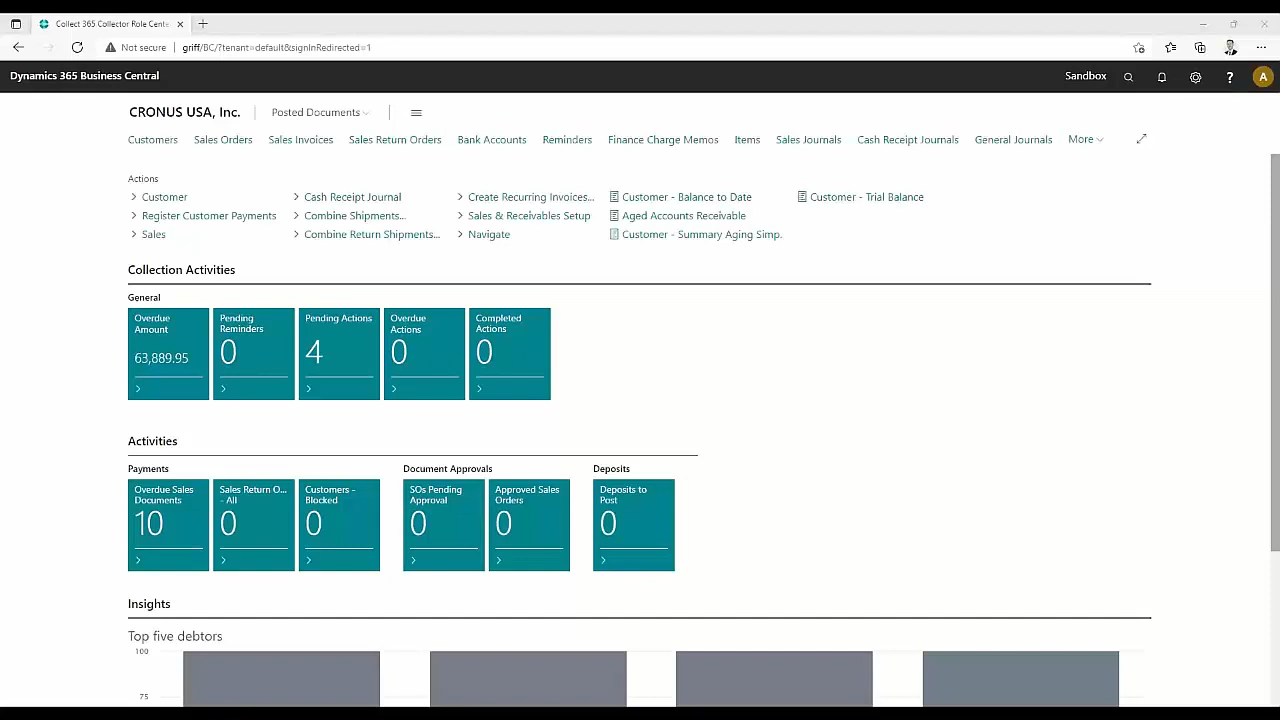 Collect 365 Collector Role Cente
Not secure | griff/BC/?tenant=default&signInRedirected=1
Dynamics 365 Business Central
Sandbox
?
A
CRONUS USA, Inc.
Posted Documents
Customers Sales Orders Sales Invoices Sales Return Orders Bank Accounts Reminders Finance Charge Memos Items Sales Journals Cash Receipt Journals General Journals More
Actions
Customer Cash Receipt Journal Create Recurring Invoices... Customer - Balance to Date Customer - Trial Balance
Register Customer Payments Combine Shipments... Sales & Receivables Setup Aged Accounts Receivable
Sales Combine Return Shipments... Navigate Customer - Summary Aging Simp.
Collection Activities
General
Overdue Amount
63,889.95
Pending Reminders
0
Pending Actions
4
Overdue Actions
0
Completed Actions
0
Activities
Payments
Overdue Sales Documents
10
Sales Return O... - All
0
Customers - Blocked
0
Document Approvals
SOs Pending Approval
0
Approved Sales Orders
0
Deposits
Deposits to Post
0
Insights
Top five debtors
100
75